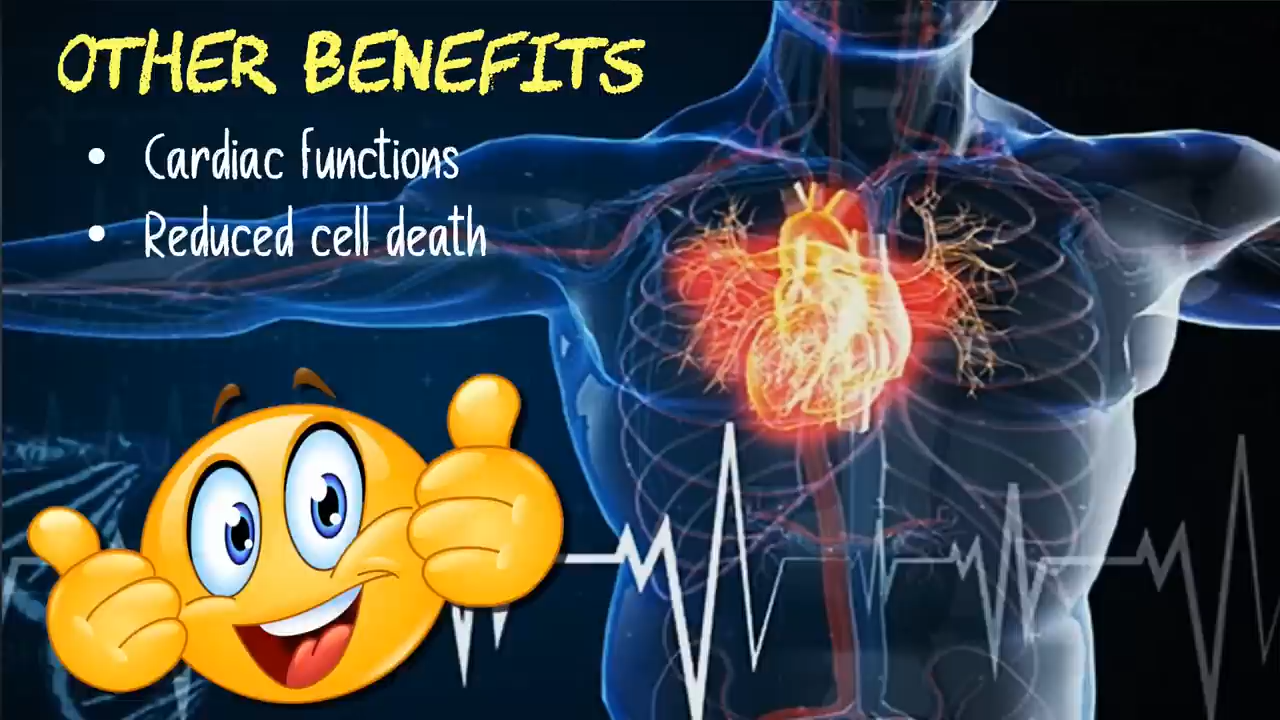 OTHER BENEFITS
• Cardiac functions
• Reduced cell death